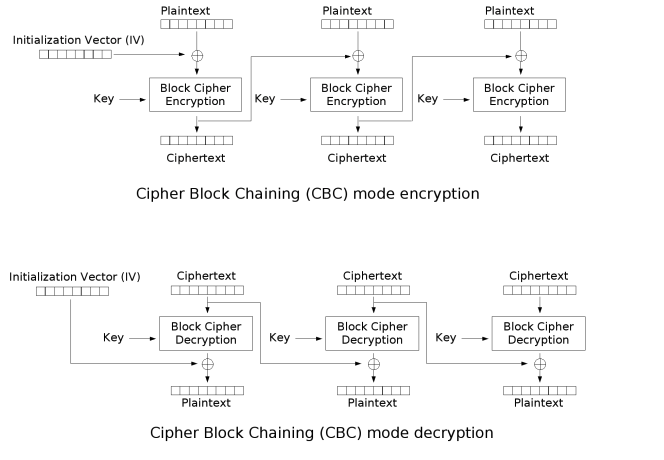 Plaintext Plaintext Plaintext
Initialization Vector (IV)
Key Block Cipher Encryption Key Block Cipher Encryption Key Block Cipher Encryption
Ciphertext Ciphertext Ciphertext
Cipher Block Chaining (CBC) mode encryption
Initialization Vector (IV) Ciphertext Ciphertext Ciphertext
Key Block Cipher Decryption Key Block Cipher Decryption Key Block Cipher Decryption
Plaintext Plaintext Plaintext
Cipher Block Chaining (CBC) mode decryption